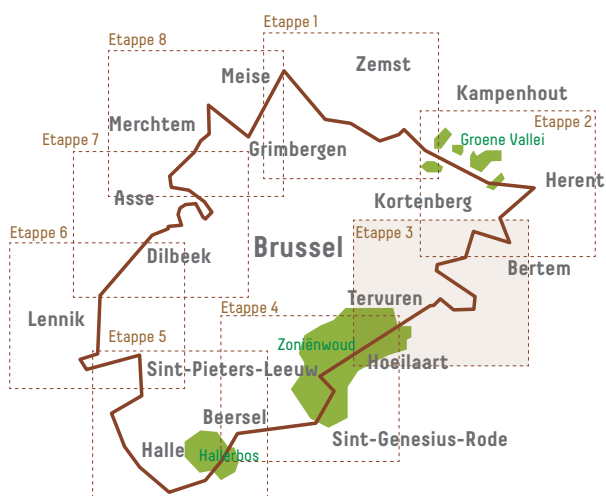 Etappe 1
Etappe 8
Zemst
Meise
Kampenhout
Etappe 2
Merchtem
Groene Vallei
Etappe 7
Grimbergen
Herent
Asse
Kortenberg
Etappe 6
Etappe 3
Brussel
Dilbeek
Bertem
Tervuren
Etappe 4
Lennik
Zoniënwoud
Etappe 5
Hoeilaart
Sint-Pieters-Leeuw
Beersel
Sint-Genesius-Rode
Halle
Hallerbos